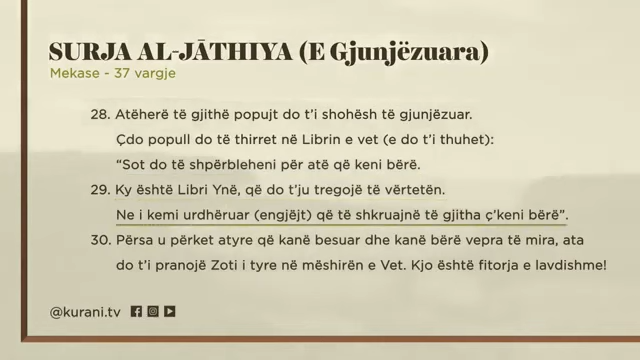 SURJA AL-JĀTHIYA (E Gjunjëzuara)
Mekase - 37 vargje
28. Atëherë të gjithë popujt do t'i shohësh të gjunjëzuar.
Çdo popull do të thirret në Librin e vet (e do t'i thuhet):
“Sot do të shpërbleheni për atë që keni bërë.
29. Ky është Libri Ynë, që do t'ju tregojë të vërtetën.
Ne i kemi urdhëruar (engjëjt) që të shkruajnë të gjitha ç'keni bërë”.
30. Përsa u përket atyre që kanë besuar dhe kanë bërë vepra të mira, ata
do t'i pranojë Zoti i tyre në mëshirën e Vet. Kjo është fitorja e lavdishme!
@kurani.tv